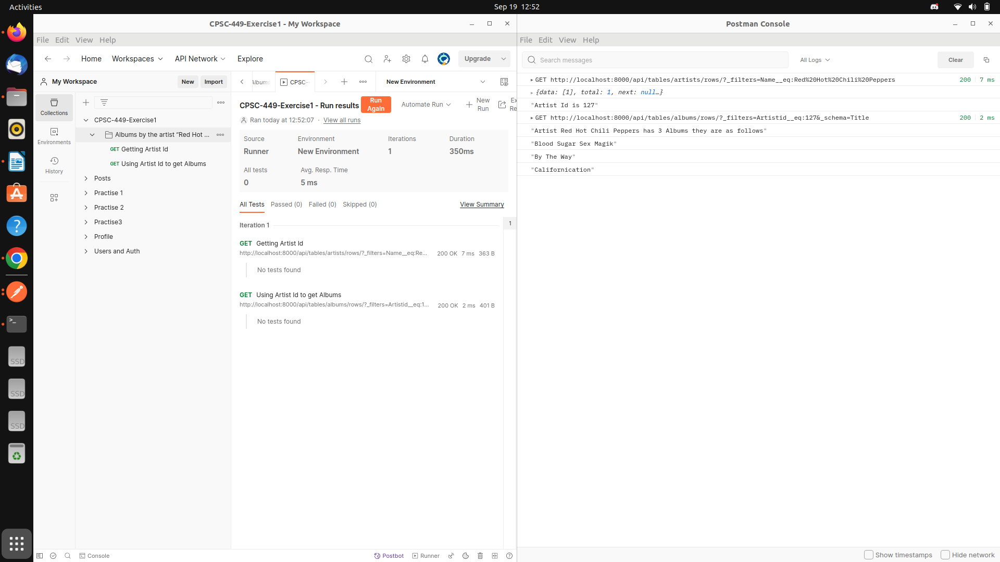 Activities
Sep 19 12:52
CPSC-449-Exercise1 - My Workspace
File Edit View Help
Home Workspaces API Network Explore
Upgrade
My Workspace
New Import
Albums
CPSC-
New Environment
Collections
Environments
History
CPSC-449-Exercise1
Albums by the artist “Red Hot ...
GET Getting Artist Id
GET Using Artist Id to get Albums
Posts
Practise 1
Practise 2
Practise3
Profile
Users and Auth
CPSC-449-Exercise1 - Run results
Run Again
Automate Run
New Run
Ex
Re
Ran today at 12:52:07 · View all runs
Source Environment Iterations Duration
Runner New Environment 1 350ms
All tests Avg. Resp. Time
0 5 ms
All Tests Passed (0) Failed (0) Skipped (0) View Summary
Iteration 1
1
GET Getting Artist Id
http://localhost:8000/api/tables/artists/rows/?_filters=Name__eq:Re... 200 OK 7 ms 363 B
No tests found
GET Using Artist Id to get Albums
http://localhost:8000/api/tables/albums/rows/?_filters=Artistid__eq:1... 200 OK 2 ms 401 B
No tests found
Console
Postbot Runner
Postman Console
File Edit View Help
Search messages
All Logs
Clear
GET http://localhost:8000/api/tables/artists/rows/?_filters=Name__eq:Red%20Hot%20Chili%20Peppers 200 7 ms
{data: [1], total: 1, next: null…}
"Artist Id is 127"
GET http://localhost:8000/api/tables/albums/rows/?_filters=Artistid__eq:127&_schema=Title 200 2 ms
"Artist Red Hot Chili Peppers has 3 Albums they are as follows"
"Blood Sugar Sex Magik"
"By The Way"
"Californication"
Show timestamps Hide network
SSD
SSD
SSD